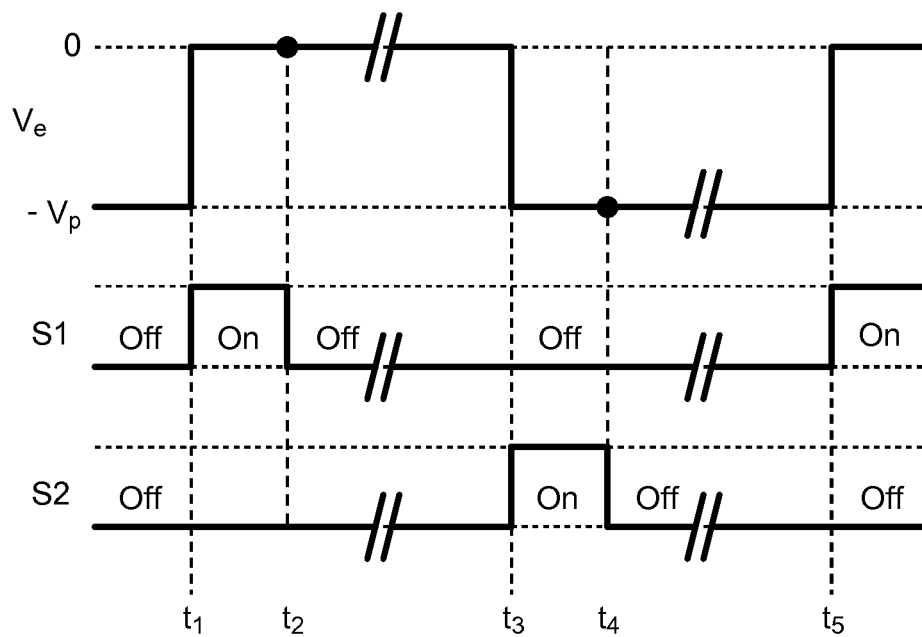 0
Vₑ
- Vₚ
S1
Off On Off Off On
S2
Off On Off Off
t₁ t₂ t₃ t₄ t₅